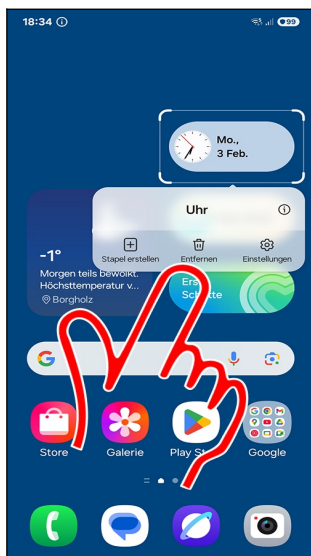 18:34
99
Mo.,
3 Feb.
Uhr
Stapel erstellen
Entfernen
Einstellungen
-1°
Morgen teils bewölkt.
Höchsttemperatur v...
Borgholz
Store
Galerie
Google